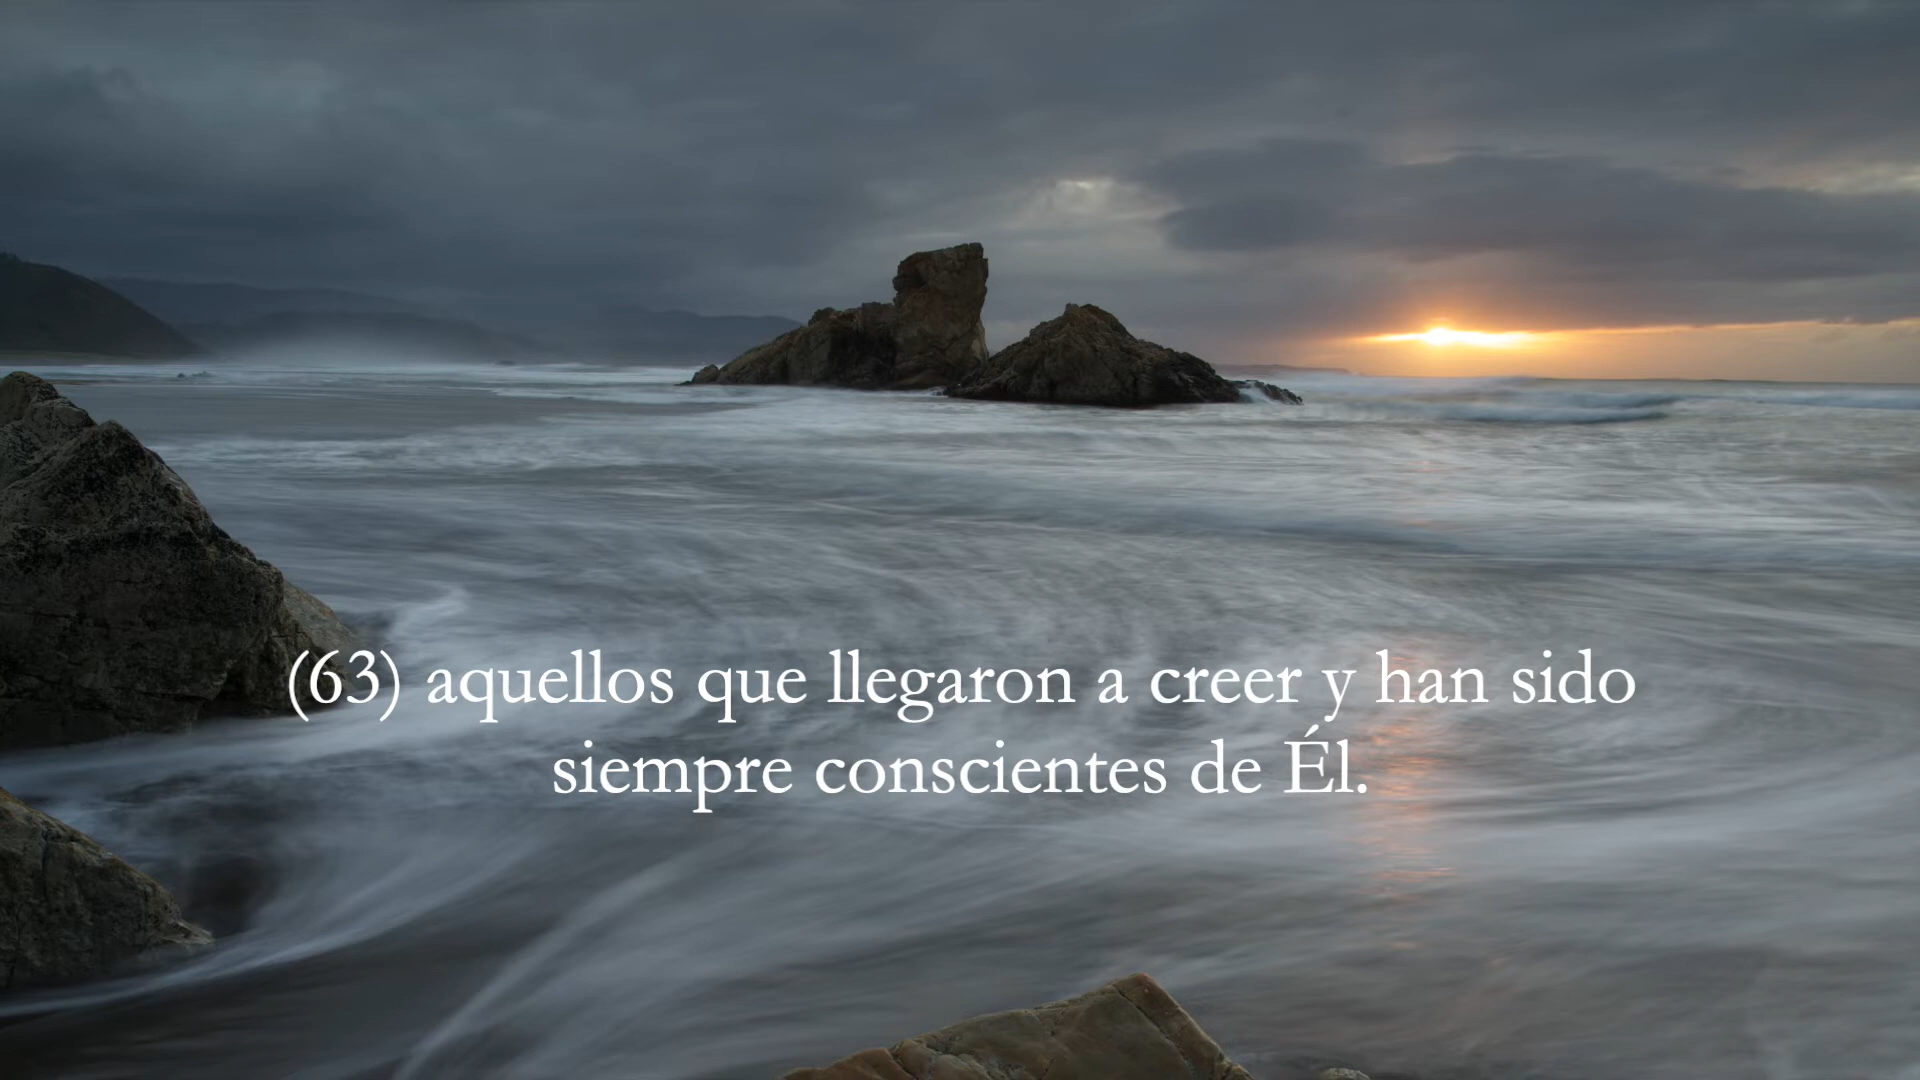 (63) aquellos que llegaron a creer y han sido
siempre conscientes de Él.